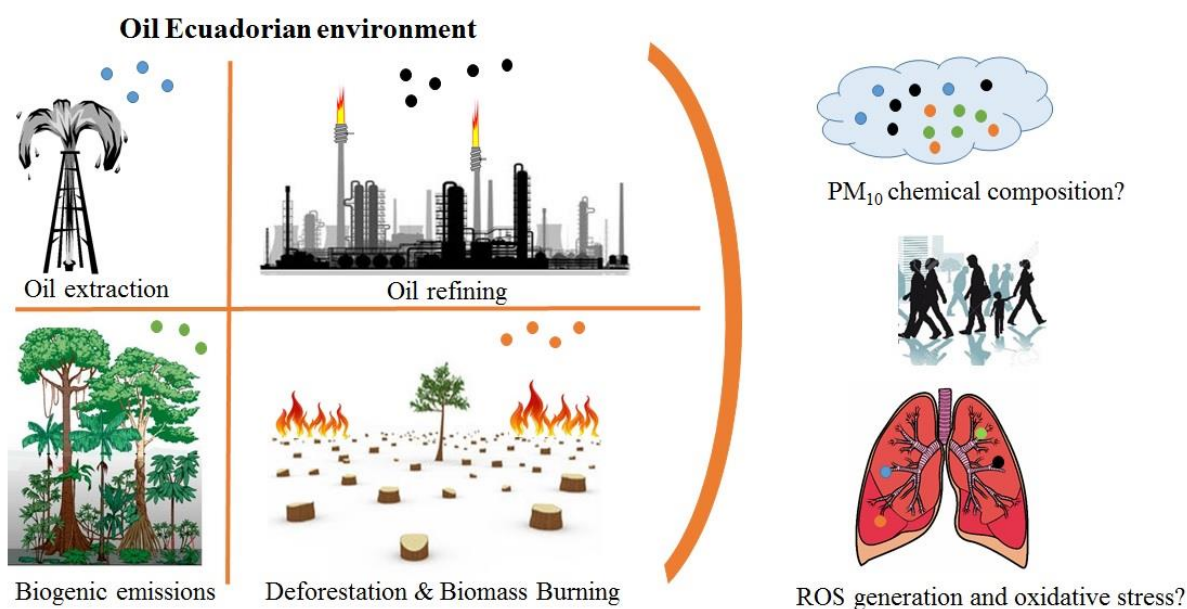 Oil Ecuadorian environment
Oil extraction
Oil refining
Biogenic emissions
Deforestation & Biomass Burning
PM₁₀ chemical composition?
ROS generation and oxidative stress?